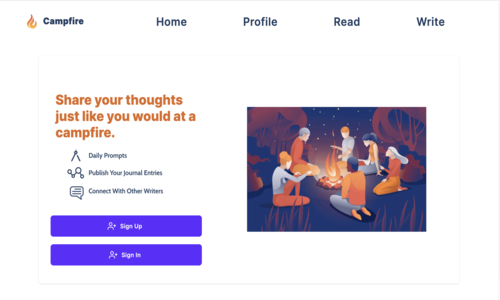 Campfire
Home
Profile
Read
Write
Share your thoughts
just like you would at a
campfire.
Daily Prompts
Publish Your Journal Entries
Connect With Other Writers
Sign Up
Sign In